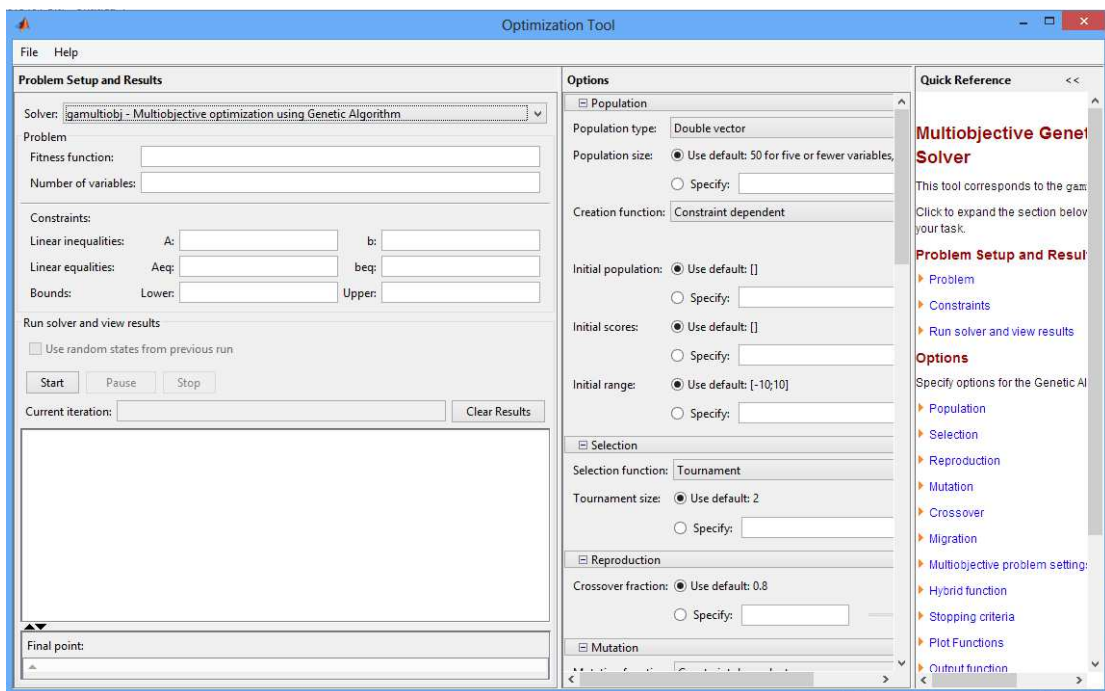 Optimization Tool
File Help
Problem Setup and Results
Solver: gamultiobj - Multiobjective optimization using Genetic Algorithm
Problem
Fitness function:
Number of variables:
Constraints:
Linear inequalities: A: b:
Linear equalities: Aeq: beq:
Bounds: Lower: Upper:
Run solver and view results
Use random states from previous run
Start Pause Stop
Current iteration: Clear Results
Final point:
Options
Population
Population type: Double vector
Population size: Use default: 50 for five or fewer variables,
Specify:
Creation function: Constraint dependent
Initial population: Use default: []
Specify:
Initial scores: Use default: []
Specify:
Initial range: Use default: [-10;10]
Specify:
Selection
Selection function: Tournament
Tournament size: Use default: 2
Specify:
Reproduction
Crossover fraction: Use default: 0.8
Specify:
Mutation
Quick Reference <<
Multiobjective Genet
Solver
This tool corresponds to the gam
Click to expand the section below
your task.
Problem Setup and Resul
Problem
Constraints
Run solver and view results
Options
Specify options for the Genetic Al
Population
Selection
Reproduction
Mutation
Crossover
Migration
Multiobjective problem settings
Hybrid function
Stopping criteria
Plot Functions
Output function